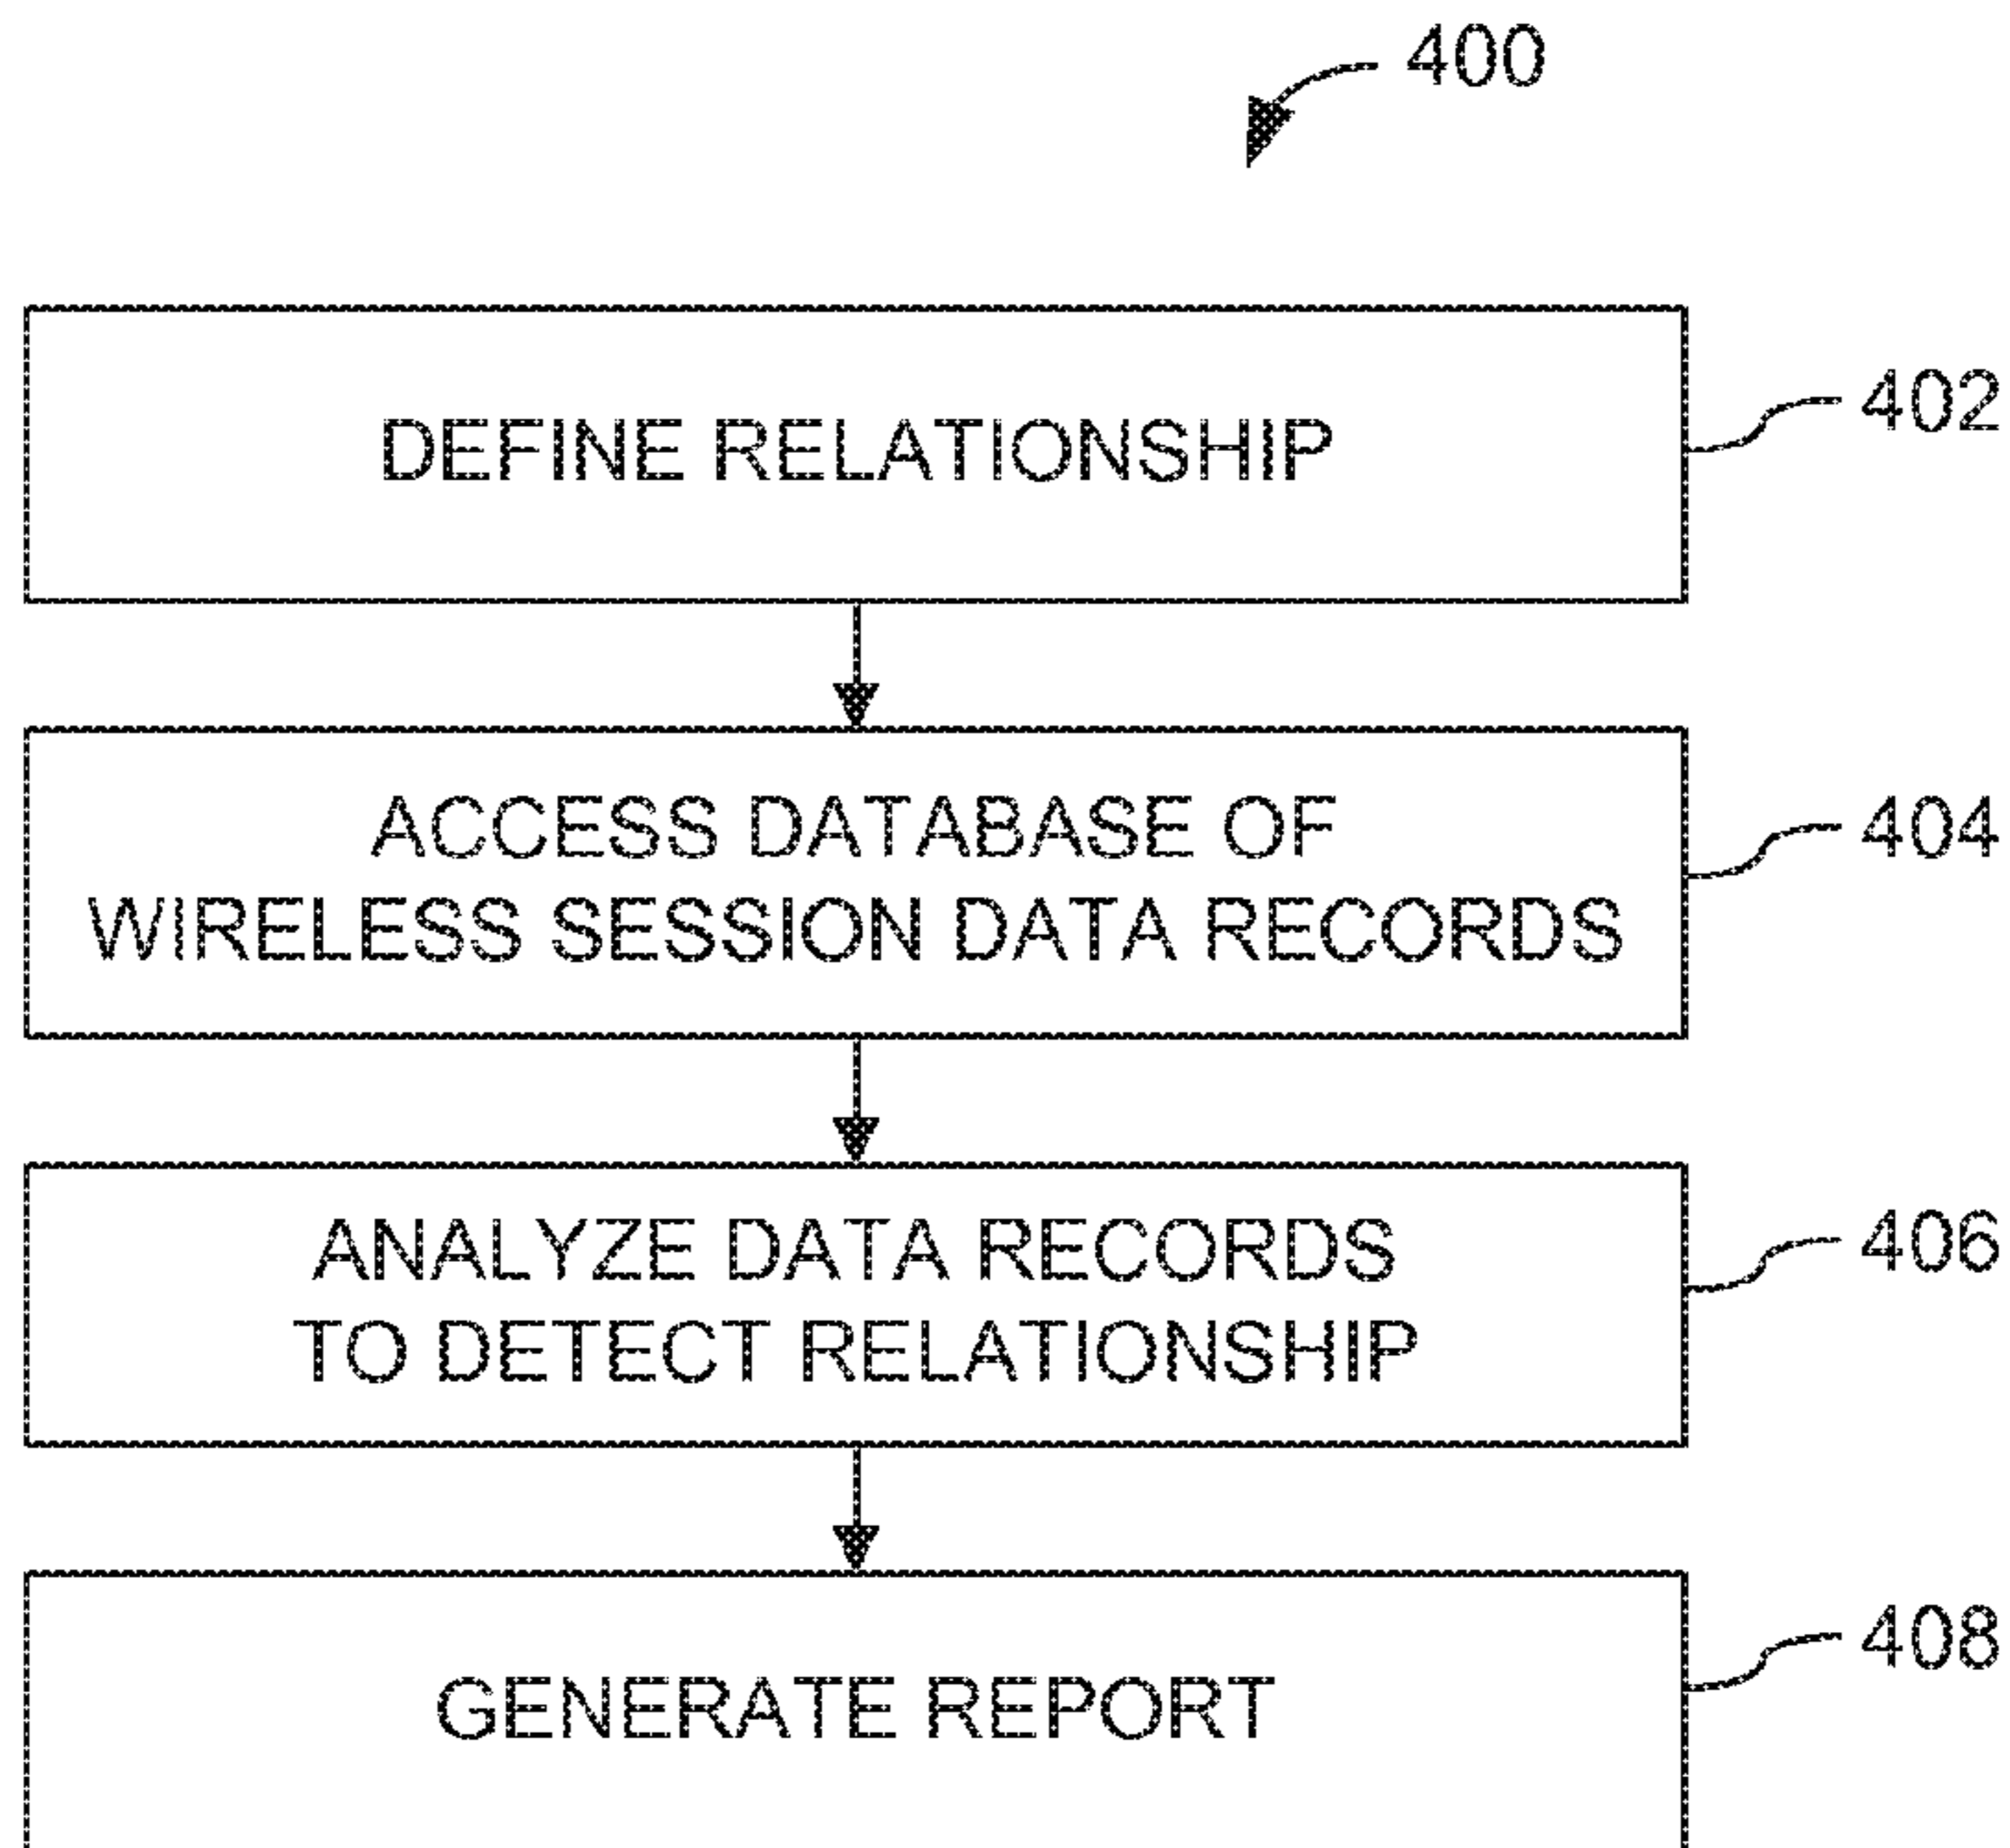 400
DEFINE RELATIONSHIP
402
ACCESS DATABASE OF
WIRELESS SESSION DATA RECORDS
404
ANALYZE DATA RECORDS
TO DETECT RELATIONSHIP
406
GENERATE REPORT
408